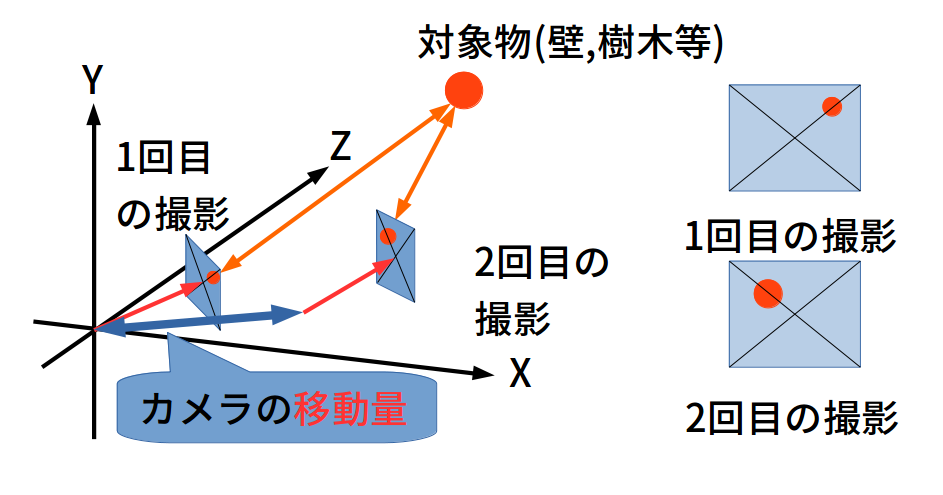 対象物(壁,樹木等)
Y
1回目
の撮影
Z
2回目の
撮影
X
カメラの移動量
1回目の撮影
2回目の撮影